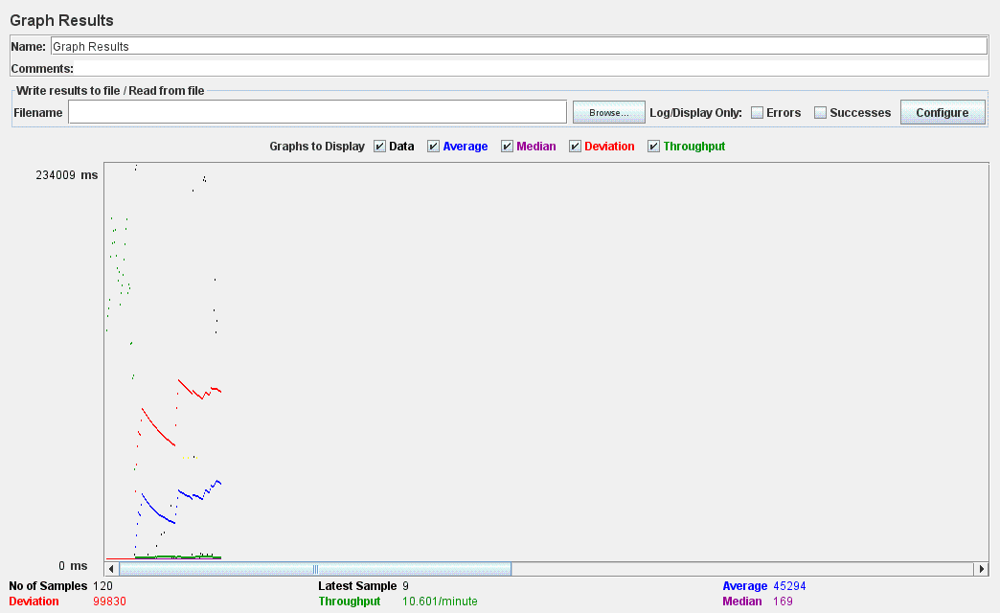 Graph Results
Name: Graph Results
Comments:
Write results to file / Read from file
Filename Browse... Log/Display Only: Errors Successes Configure
Graphs to Display Data Average Median Deviation Throughput
234009 ms
0 ms
No of Samples 120 Latest Sample 9 Average 45294
Deviation 99830 Throughput 10.601/minute Median 169